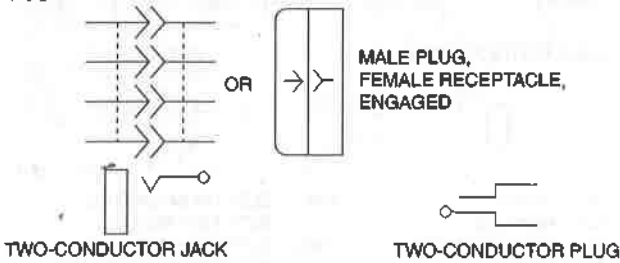 OR
MALE PLUG,
FEMALE RECEPTACLE,
ENGAGED
TWO-CONDUCTOR JACK
TWO-CONDUCTOR PLUG